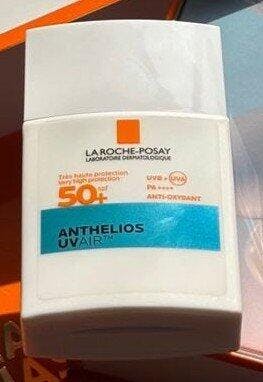 LA ROCHE-POSAY
LABORATOIRE DERMATOLOGIQUE
Très haute protection
Very high protection
50+ spf
UVB + UVA
PA ++++
ANTI-OXYDANT
ANTHELIOS
UVAIR™